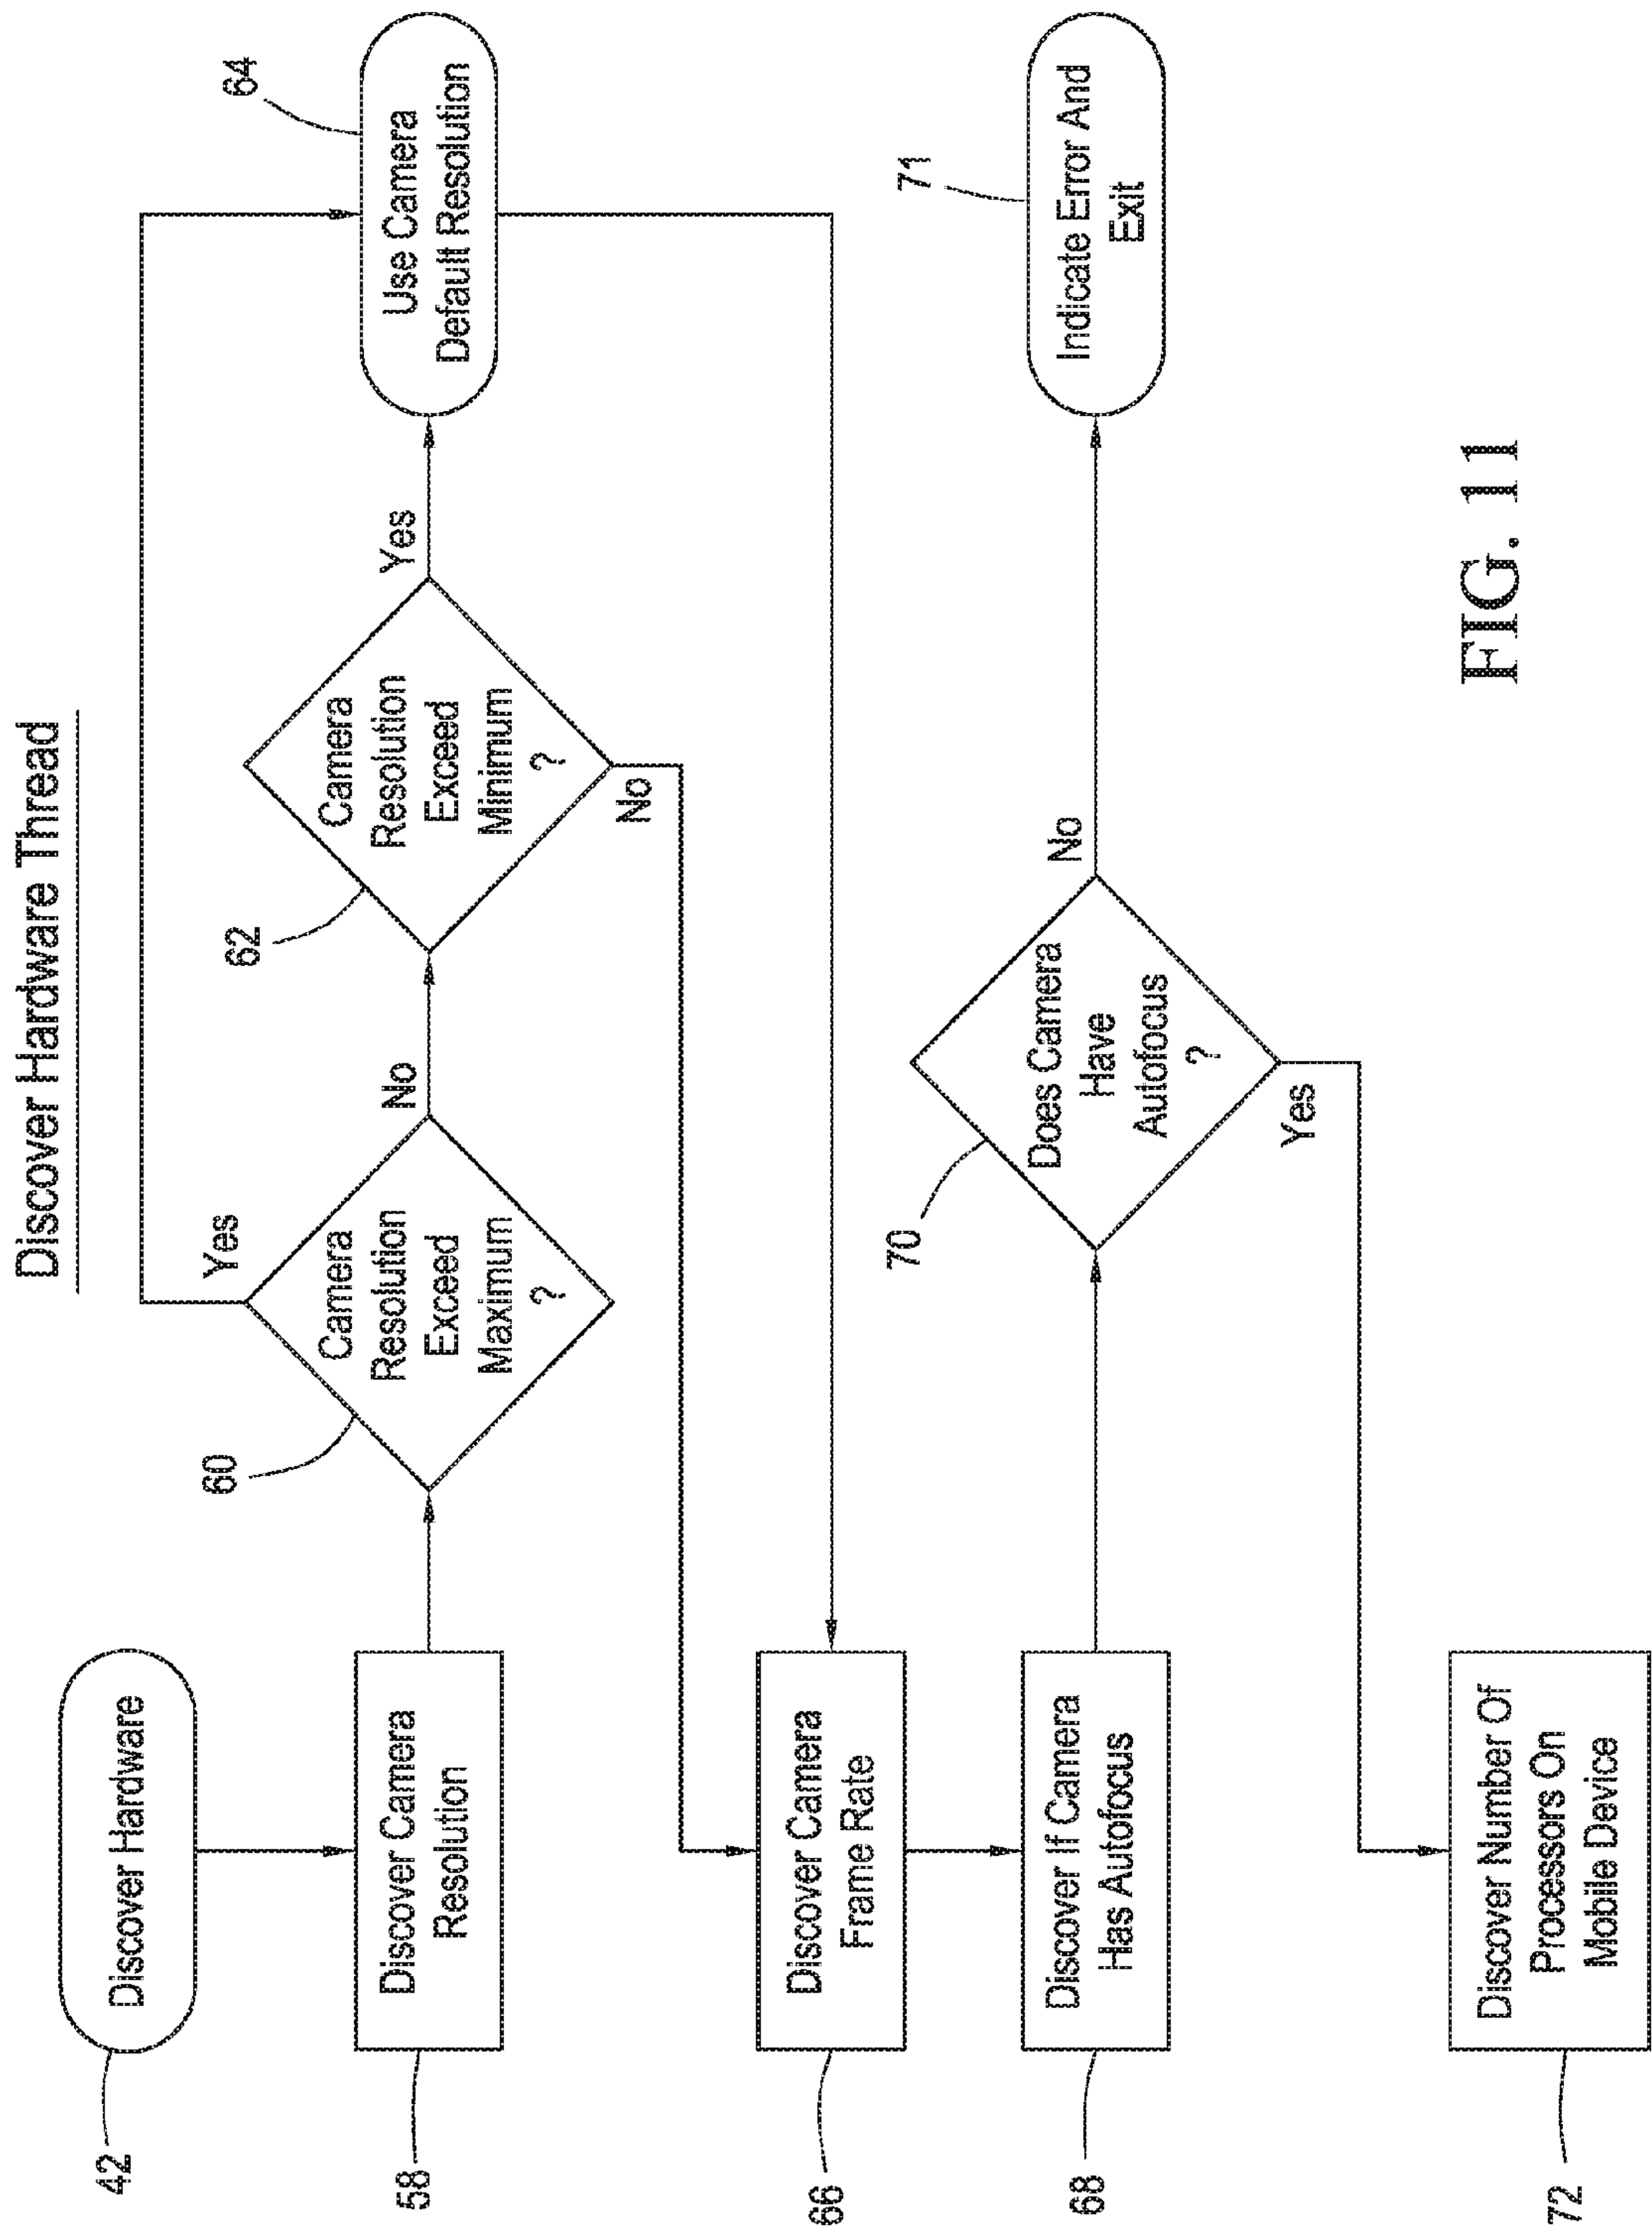 Discover Hardware Thread
42
Discover Hardware
58
Discover Camera
Resolution
60
Camera
Resolution
Exceed
Maximum
?
Yes
No
62
Camera
Resolution
Exceed
Minimum
?
Yes
No
64
Use Camera
Default Resolution
66
Discover Camera
Frame Rate
68
Discover If Camera
Has Autofocus
70
Does Camera
Have
Autofocus
?
No
Yes
71
Indicate Error And
Exit
72
Discover Number Of
Processors On
Mobile Device
FIG. 11